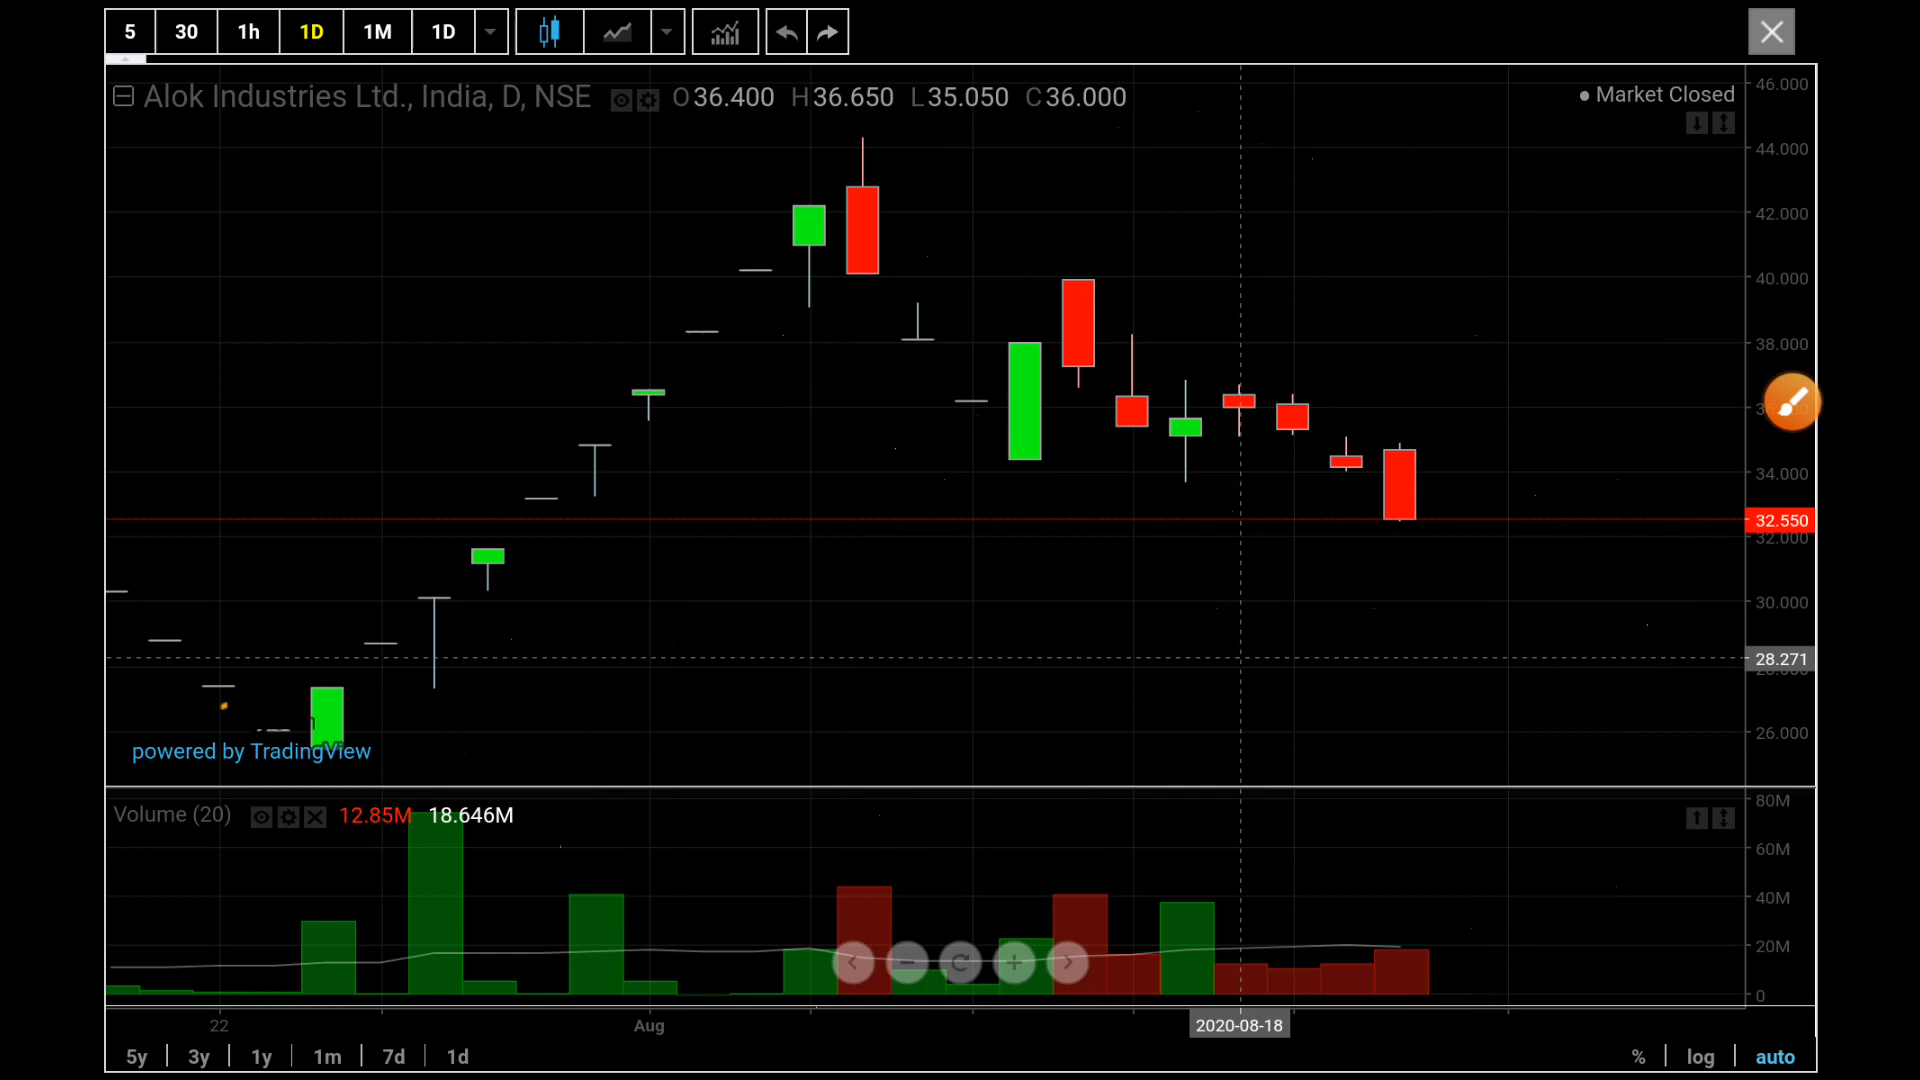 5 30 1h 1D 1M 1D
Alok Industries Ltd., India, D, NSE O36.400 H36.650 L35.050 C36.000
Market Closed
46.000
44.000
42.000
40.000
38.000
34.000
32.550
32.000
30.000
28.271
26.000
powered by TradingView
Volume (20) 12.85M 18.646M
80M
60M
40M
20M
0
22 Aug 2020-08-18
5y 3y 1y 1m 7d 1d % log auto